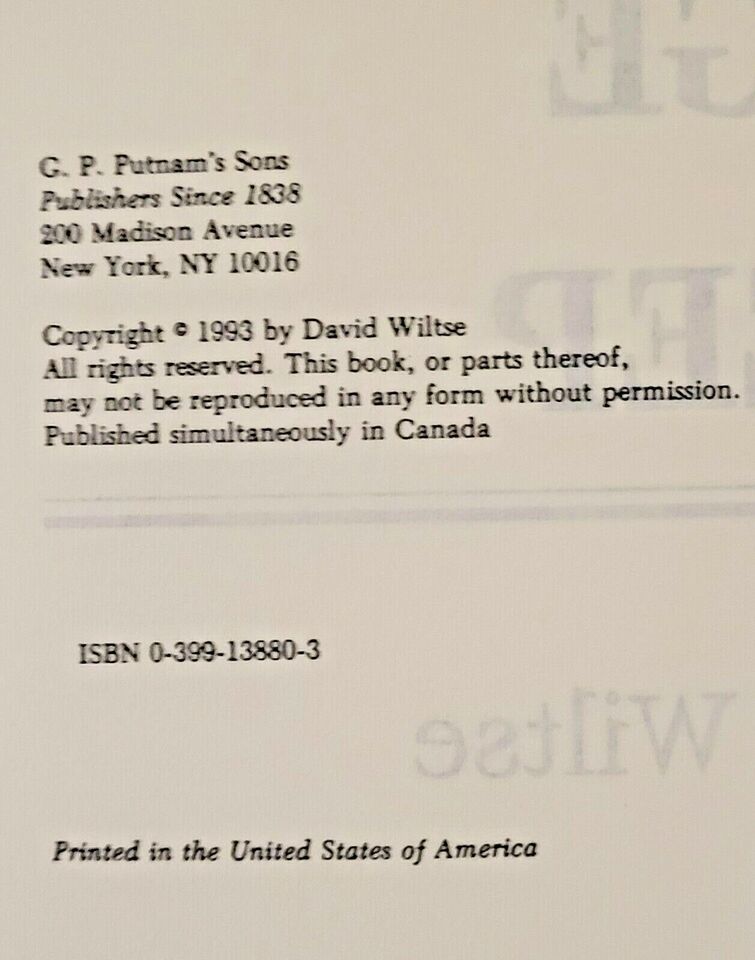 G. P. Putnam's Sons
Publishers Since 1838
200 Madison Avenue
New York, NY 10016
Copyright © 1993 by David Wiltse
All rights reserved. This book, or parts thereof,
may not be reproduced in any form without permission.
Published simultaneously in Canada
ISBN 0-399-13880-3
Wiltse
Printed in the United States of America